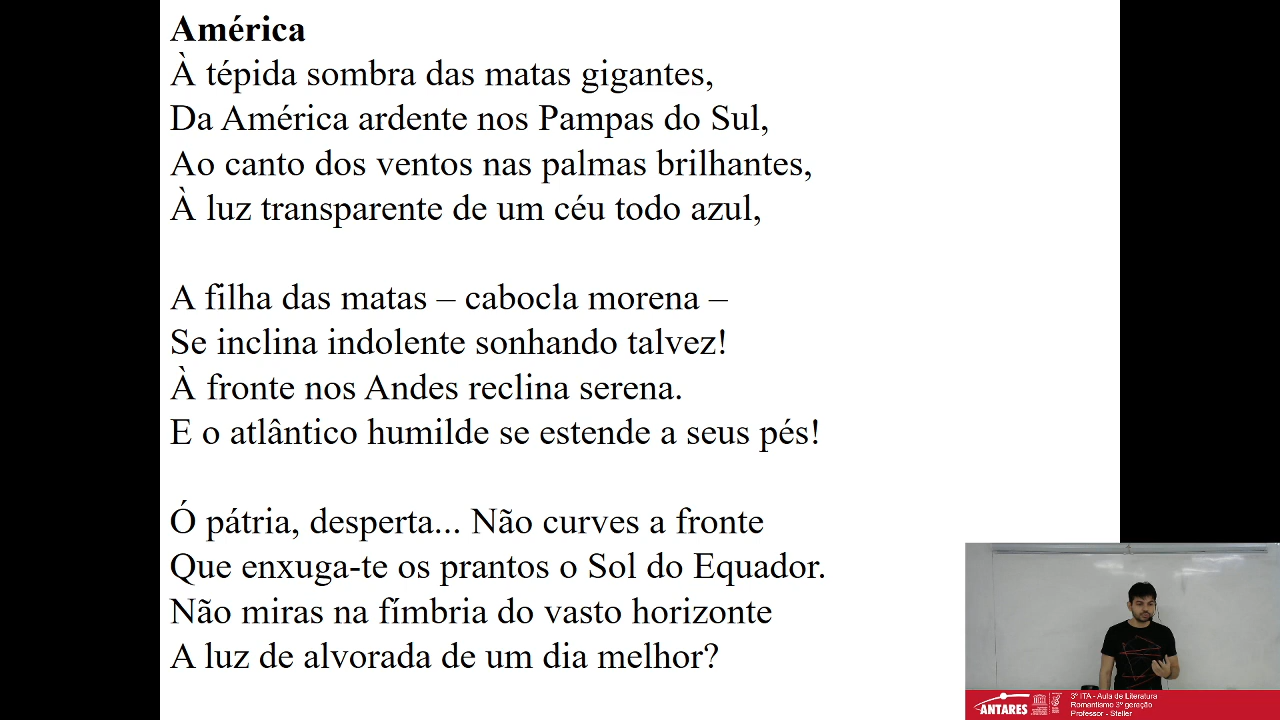 América
À tépida sombra das matas gigantes,
Da América ardente nos Pampas do Sul,
Ao canto dos ventos nas palmas brilhantes,
À luz transparente de um céu todo azul,
A filha das matas – cabocla morena –
Se inclina indolente sonhando talvez!
À fronte nos Andes reclina serena.
E o atlântico humilde se estende a seus pés!
Ó pátria, desperta... Não curves a fronte
Que enxuga-te os prantos o Sol do Equador.
Não miras na fímbria do vasto horizonte
A luz de alvorada de um dia melhor?
ANTARES
3º ITA - Aula de Literatura
Romantismo 3º geração
Professor - Steller